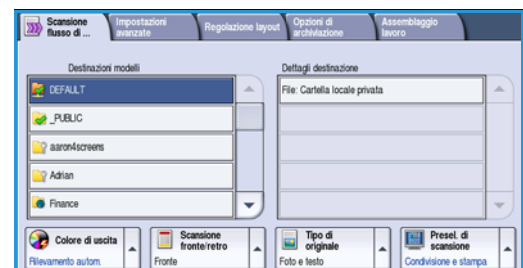 Scansione
flusso di ...
Impostazioni
avanzate
Regolazione layout
Opzioni di
archiviazione
Assemblaggio
lavoro
Destinazioni modelli
Dettagli destinazione
DEFAULT
File: Cartella locale privata
_PUBLIC
aaron4screens
Adrian
Finance
Colore di uscita
Rilevamento autom.
Scansione
fronte/retro
Fronte
Tipo di
originale
Foto e testo
Presel. di
scansione
Condivisione e stampa